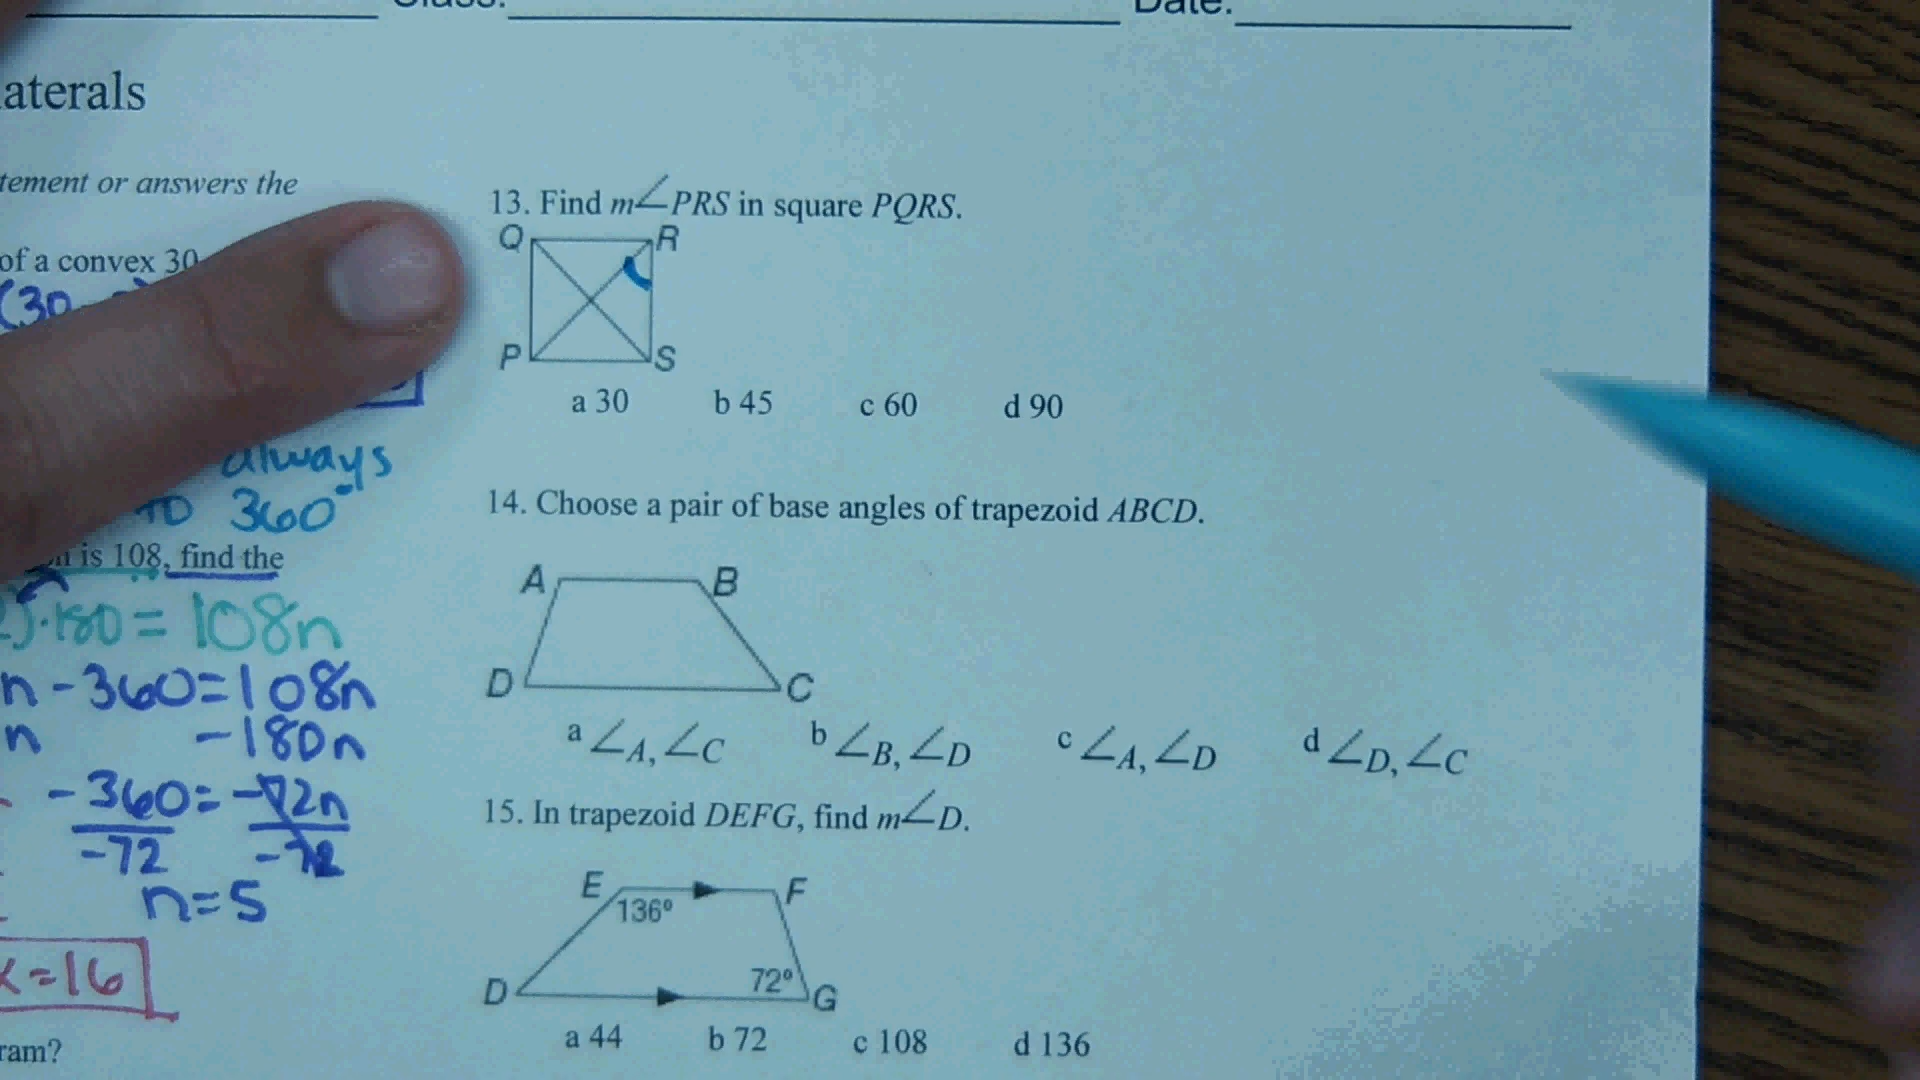 Class:
Date:
aterals
tement or answers the
of a convex 30
(30
always
TO 360°
is 108, find the
·180 = 108n
n - 360 = 108n
n -180n
-360 = -72n
-72 -72
n = 5
x = 16
ram?
13. Find m∠PRS in square PQRS.
Q R
P S
a 30 b 45 c 60 d 90
14. Choose a pair of base angles of trapezoid ABCD.
A B
D C
a ∠A, ∠C b ∠B, ∠D c ∠A, ∠D d ∠D, ∠C
15. In trapezoid DEFG, find m∠D.
E F
136°
72°
D G
a 44 b 72 c 108 d 136